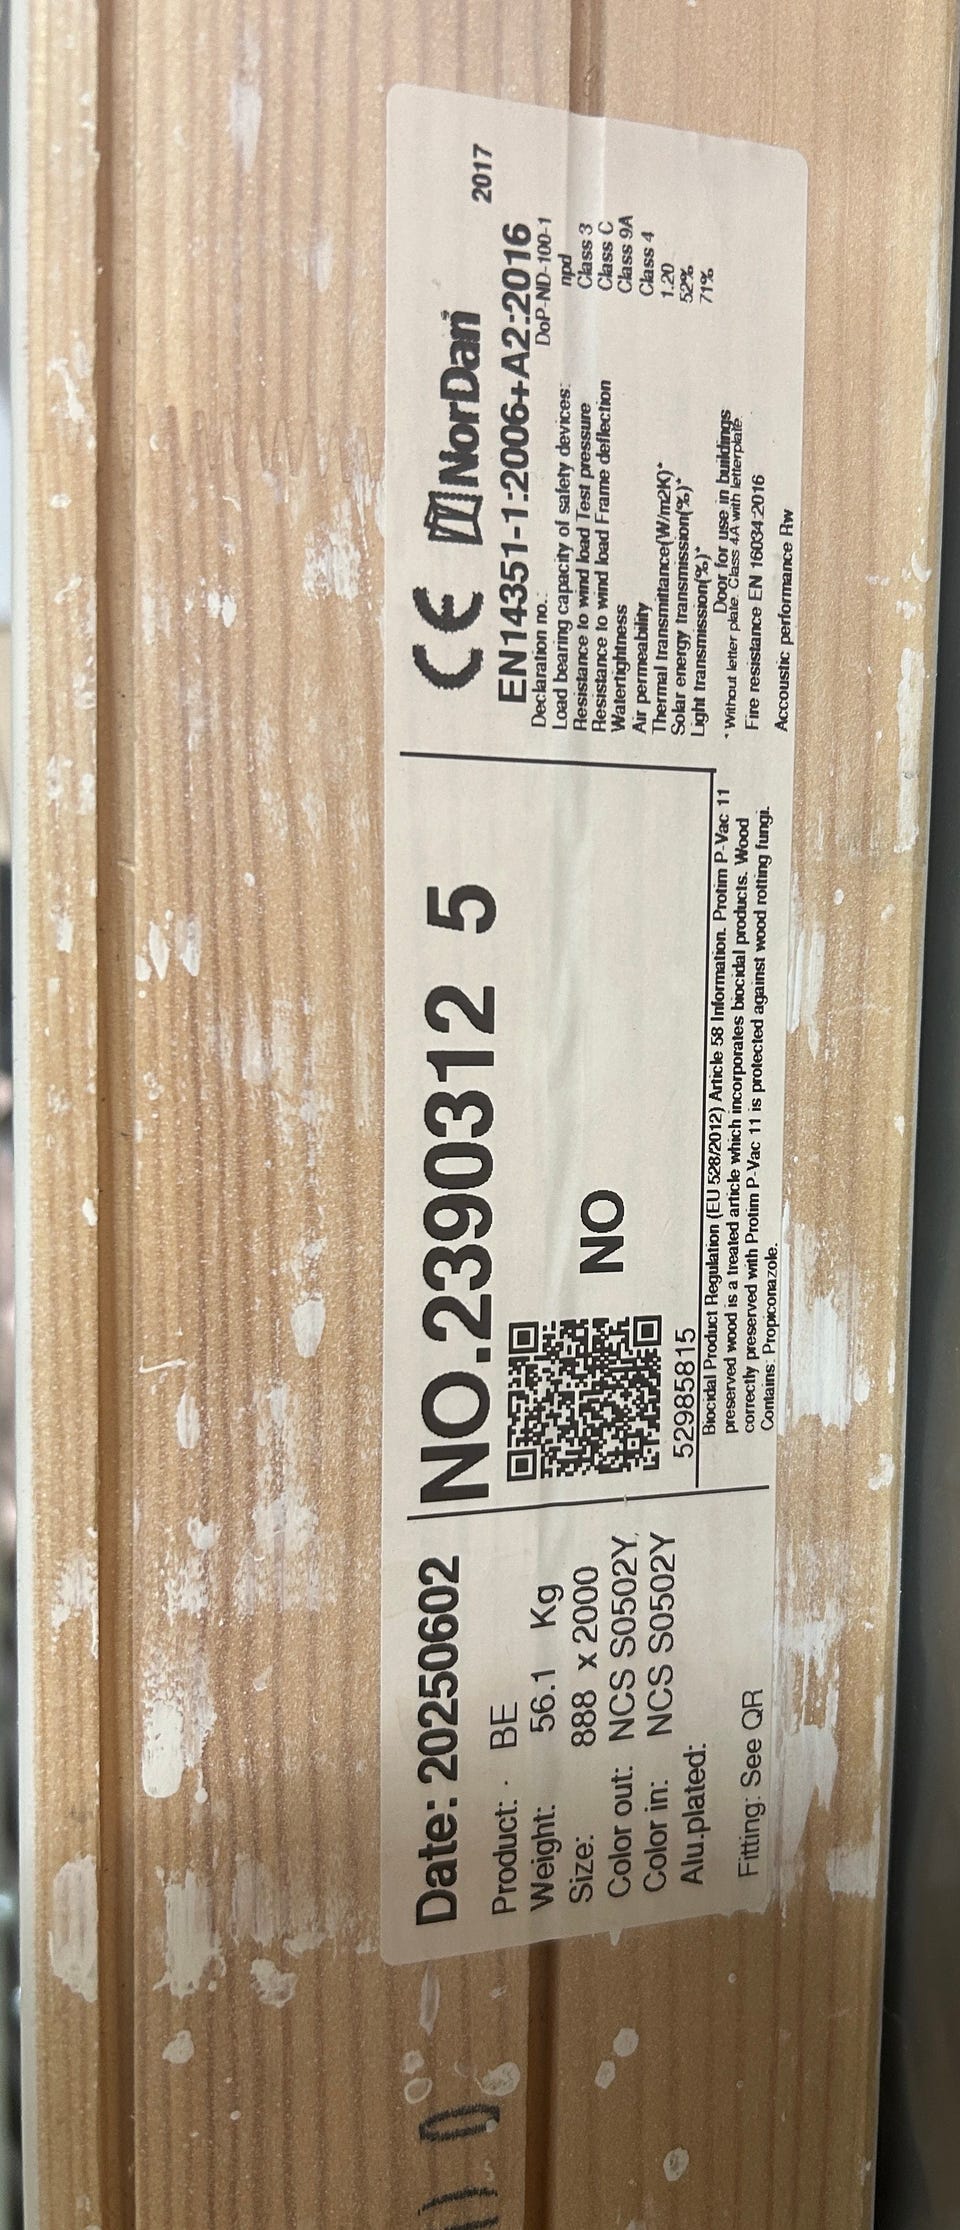 Date: 20250602
Product: BE
Weight: 56.1 Kg
Size: 888 x 2000
Color out: NCS S0502Y
Color in: NCS S0502Y
Alu.plated:
Fitting: See QR
NO.2390312 5
NO
52985815
Biocidal Product Regulation (EU 528/2012) Article 58 Information. Protim P-Vac 11
preserved wood is a treated article which incorporates biocidal products. Wood
correctly preserved with Protim P-Vac 11 is protected against wood rotting fungi.
Contains: Propiconazole.
CE NorDan 2017
EN14351-1:2006+A2:2016
Declaration no.: DoP-ND-100-1
Load bearing capacity of safety devices: npd
Resistance to wind load Test pressure Class 3
Resistance to wind load Frame deflection Class C
Watertightness Class 9A
Air permeability Class 4
Thermal transmittance(W/m2K)* 1.20
Solar energy transmission(%)* 52%
Light transmission(%)* 71%
Door for use in buildings
*Without letter plate. Class 4A with letterplate
Fire resistance EN 16034:2016
Accoustic performance Rw